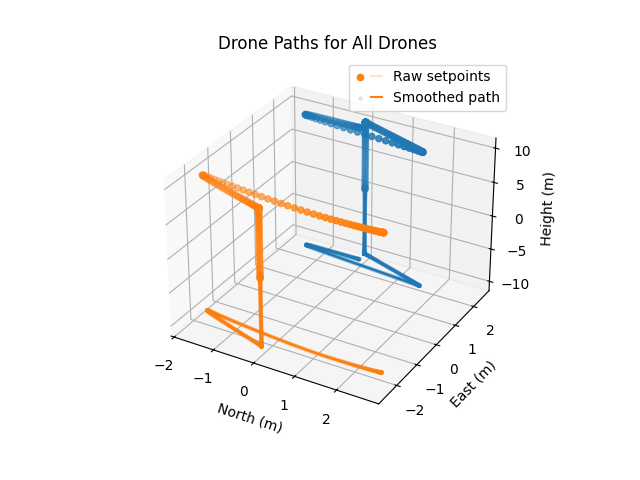 Drone Paths for All Drones
Raw setpoints
Smoothed path
10
5
0
−5
−10
Height (m)
−2
−1
0
1
2
North (m)
−2
−1
0
1
2
East (m)